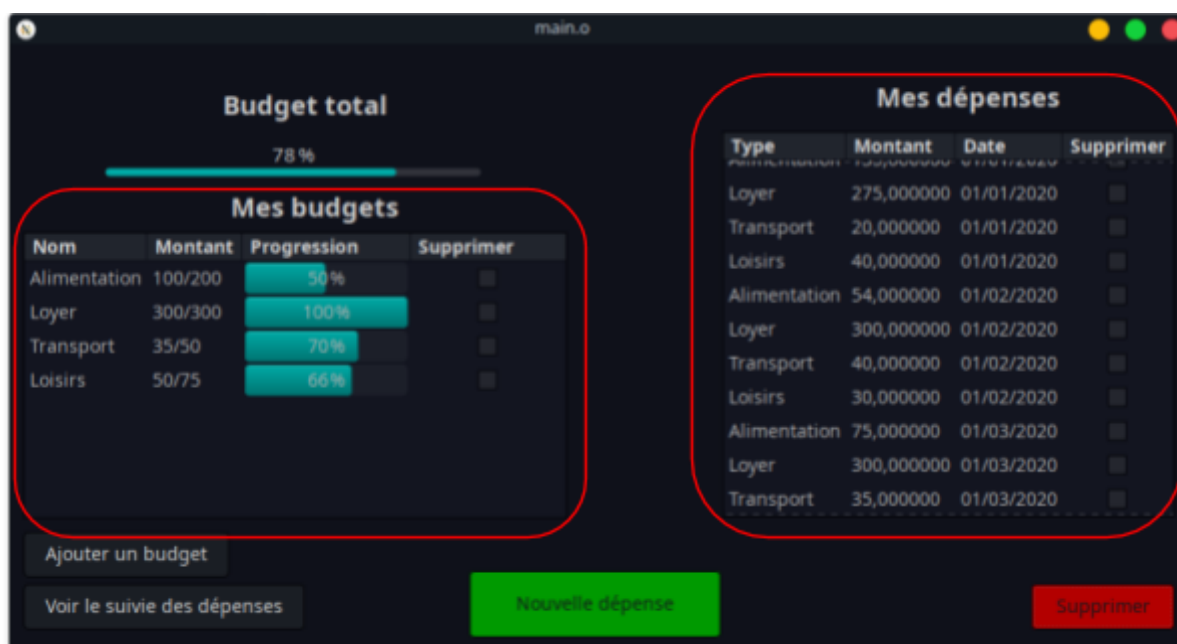 main.o
Budget total
78 %
Mes budgets
Nom Montant Progression Supprimer
Alimentation 100/200 50%
Loyer 300/300 100%
Transport 35/50 70%
Loisirs 50/75 66%
Ajouter un budget
Voir le suivie des dépenses
Nouvelle dépense
Mes dépenses
Type Montant Date Supprimer
Alimentation 01/01/2020
Loyer 275,000000 01/01/2020
Transport 20,000000 01/01/2020
Loisirs 40,000000 01/01/2020
Alimentation 54,000000 01/02/2020
Loyer 300,000000 01/02/2020
Transport 40,000000 01/02/2020
Loisirs 30,000000 01/02/2020
Alimentation 75,000000 01/03/2020
Loyer 300,000000 01/03/2020
Transport 35,000000 01/03/2020
Supprimer